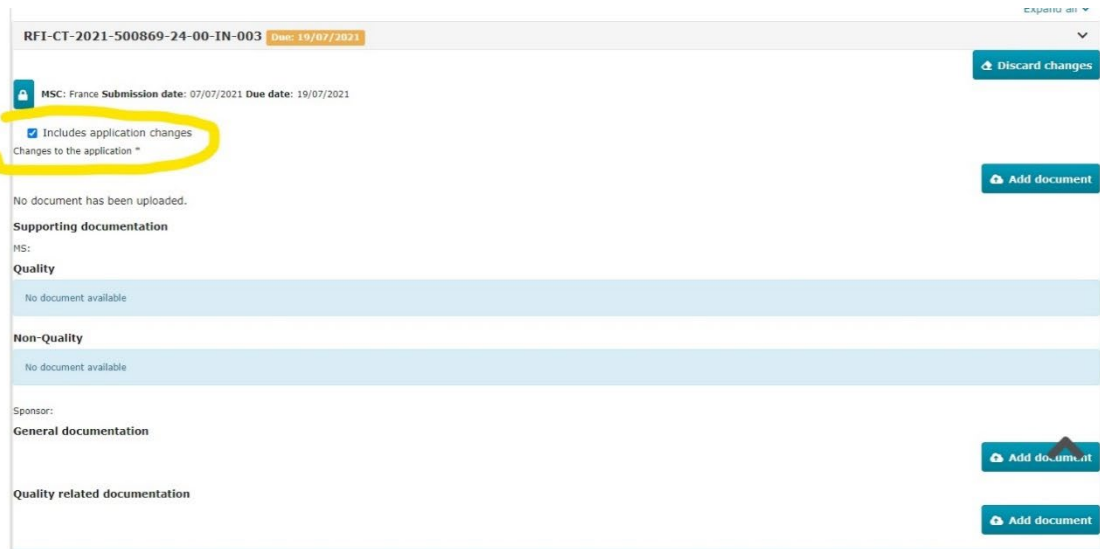 Expand all
RFI-CT-2021-500869-24-00-IN-003 Due: 19/07/2021
Discard changes
MSC: France Submission date: 07/07/2021 Due date: 19/07/2021
Includes application changes
Changes to the application *
Add document
No document has been uploaded.
Supporting documentation
MS:
Quality
No document available
Non-Quality
No document available
Sponsor:
General documentation
Add document
Quality related documentation
Add document